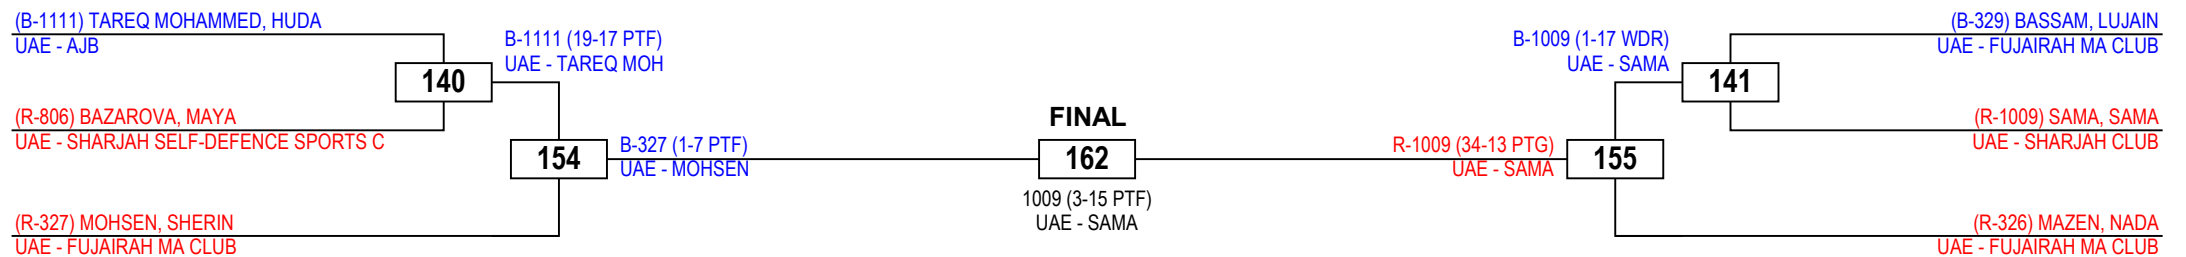 (B-1111) TAREQ MOHAMMED, HUDA
UAE - AJB
B-1111 (19-17 PTF)
UAE - TAREQ MOH
140
(R-806) BAZAROVA, MAYA
UAE - SHARJAH SELF-DEFENCE SPORTS C
154
B-327 (1-7 PTF)
UAE - MOHSEN
(R-327) MOHSEN, SHERIN
UAE - FUJAIRAH MA CLUB
FINAL
162
1009 (3-15 PTF)
UAE - SAMA
(B-329) BASSAM, LUJAIN
UAE - FUJAIRAH MA CLUB
B-1009 (1-17 WDR)
UAE - SAMA
141
(R-1009) SAMA, SAMA
UAE - SHARJAH CLUB
R-1009 (34-13 PTG)
UAE - SAMA
155
(R-326) MAZEN, NADA
UAE - FUJAIRAH MA CLUB